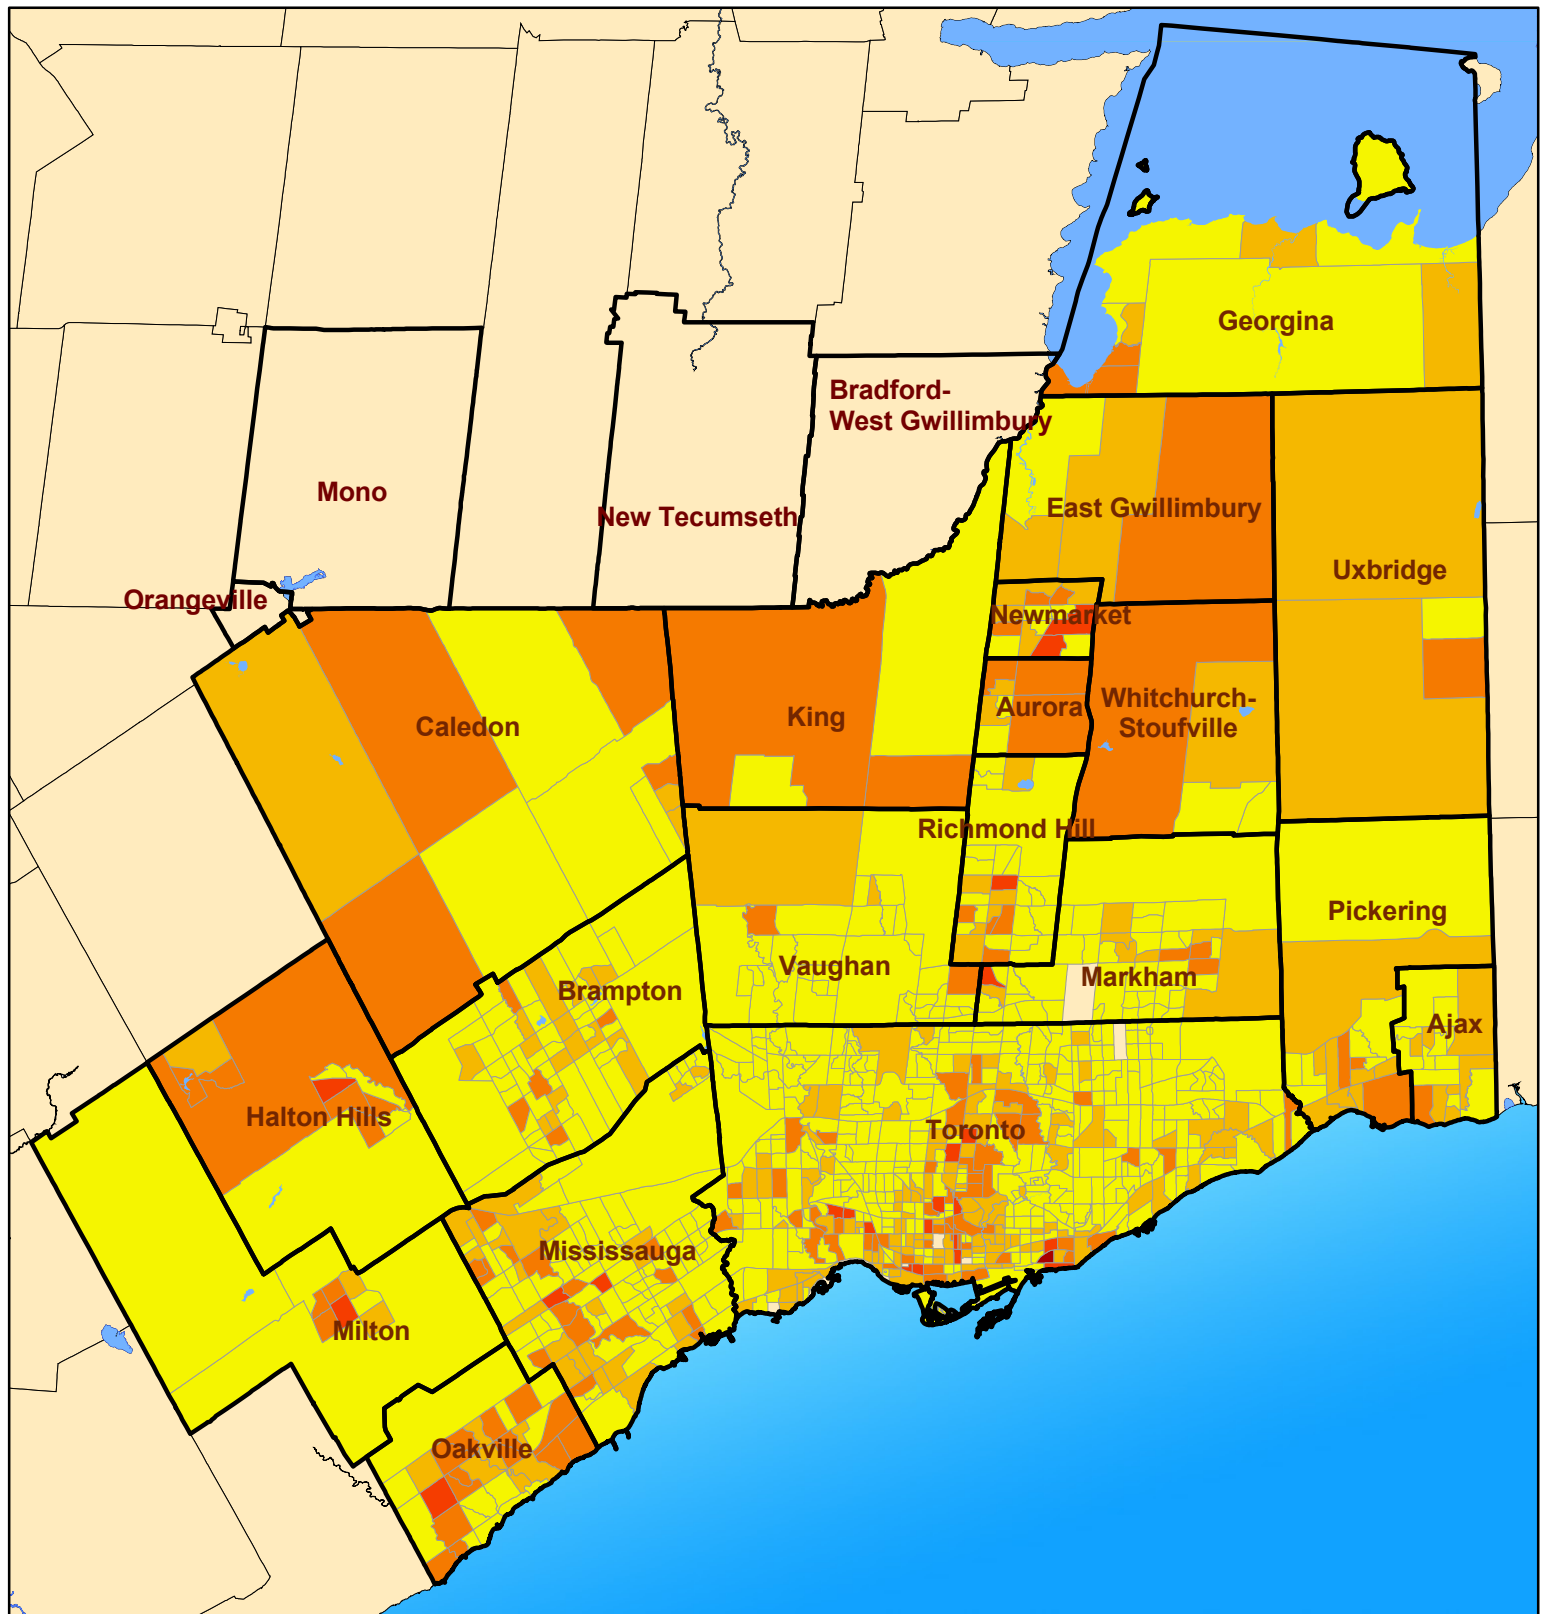 Georgina
Bradford-
West Gwillimbury
Mono
New Tecumseth
East Gwillimbury
Uxbridge
Orangeville
Newmarket
Caledon
King
Aurora
Whitchurch-
Stoufville
Richmond Hill
Pickering
Vaughan
Markham
Brampton
Ajax
Halton Hills
Toronto
Mississauga
Milton
Oakville